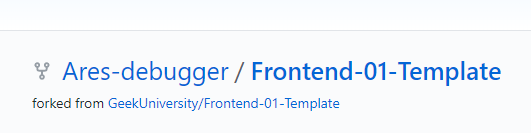 Ares-debugger / Frontend-01-Template
forked from GeekUniversity/Frontend-01-Template